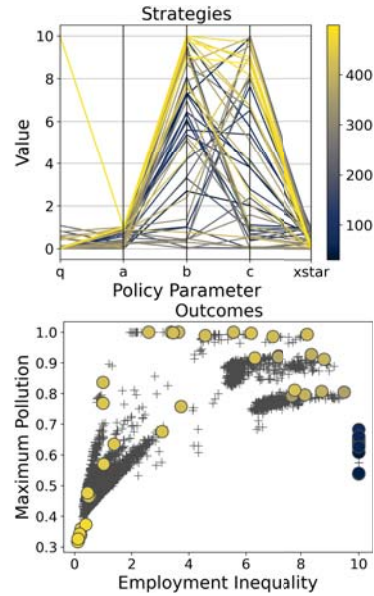 Strategies
10
8
6
4
2
0
Value
q a b c xstar
Policy Parameter
400
300
200
100
Outcomes
1.0
0.9
0.8
0.7
0.6
0.5
0.4
0.3
Maximum Pollution
0 2 4 6 8 10
Employment Inequality